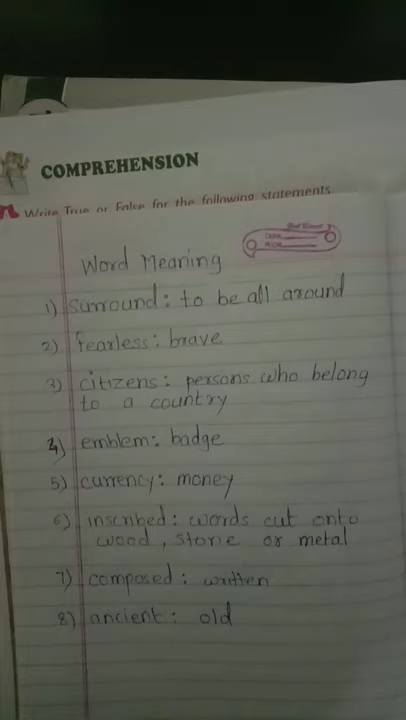 COMPREHENSION
Write True or False for the following statements.
Word Meaning
1) Surround: to be all around
2) fearless: brave
3) citizens: persons who belong
to a country
4) emblem: badge
5) currency: money
6) inscribed: words cut onto
wood, stone or metal
7) composed: written
8) ancient: old